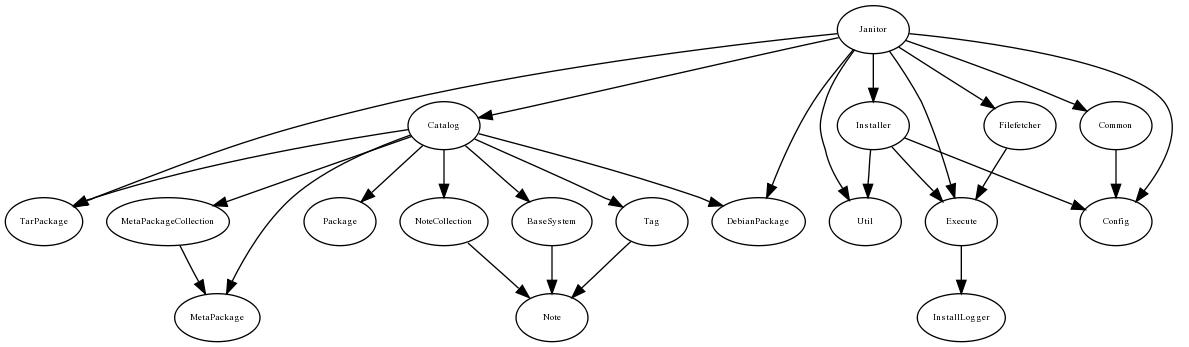 Janitor
Catalog
Installer
Filefetcher
Common
TarPackage
MetaPackageCollection
Package
NoteCollection
BaseSystem
Tag
DebianPackage
Util
Execute
Config
MetaPackage
Note
InstallLogger